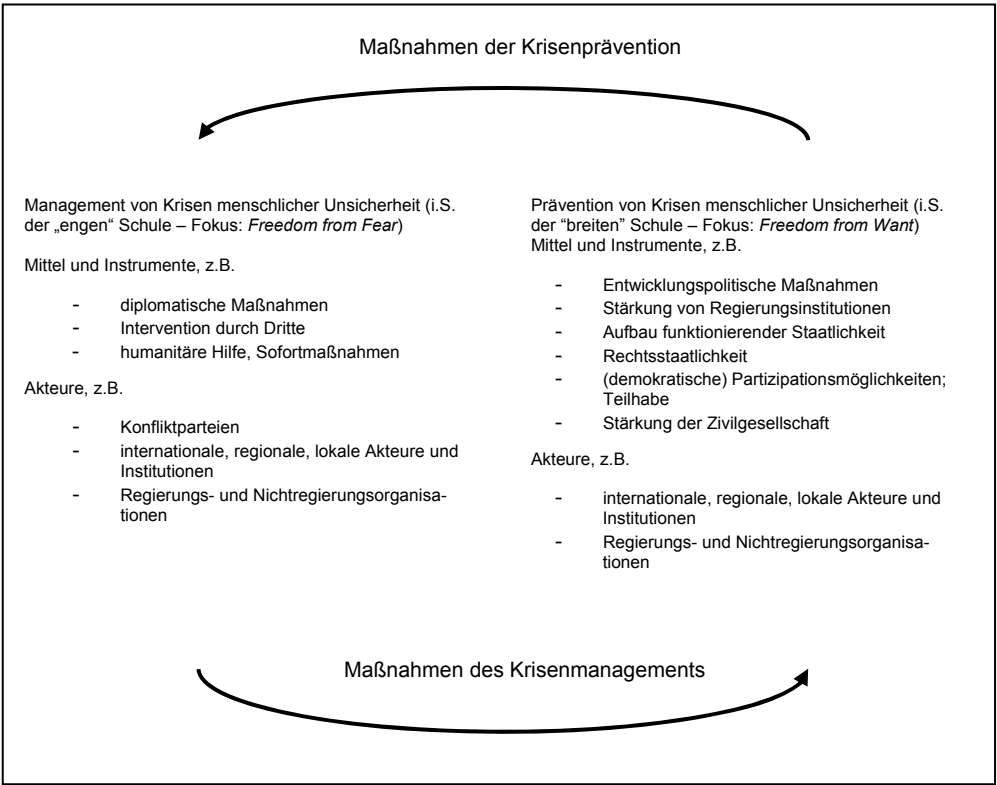 Maßnahmen der Krisenprävention
Management von Krisen menschlicher Unsicherheit (i.S.
der „engen“ Schule – Fokus: Freedom from Fear)
Mittel und Instrumente, z.B.
- diplomatische Maßnahmen
- Intervention durch Dritte
- humanitäre Hilfe, Sofortmaßnahmen
Akteure, z.B.
- Konfliktparteien
- internationale, regionale, lokale Akteure und
Institutionen
- Regierungs- und Nichtregierungsorganisa-
tionen
Prävention von Krisen menschlicher Unsicherheit (i.S.
der “breiten” Schule – Fokus: Freedom from Want)
Mittel und Instrumente, z.B.
- Entwicklungspolitische Maßnahmen
- Stärkung von Regierungsinstitutionen
- Aufbau funktionierender Staatlichkeit
- Rechtsstaatlichkeit
- (demokratische) Partizipationsmöglichkeiten;
Teilhabe
- Stärkung der Zivilgesellschaft
Akteure, z.B.
- internationale, regionale, lokale Akteure und
Institutionen
- Regierungs- und Nichtregierungsorganisa-
tionen
Maßnahmen des Krisenmanagements